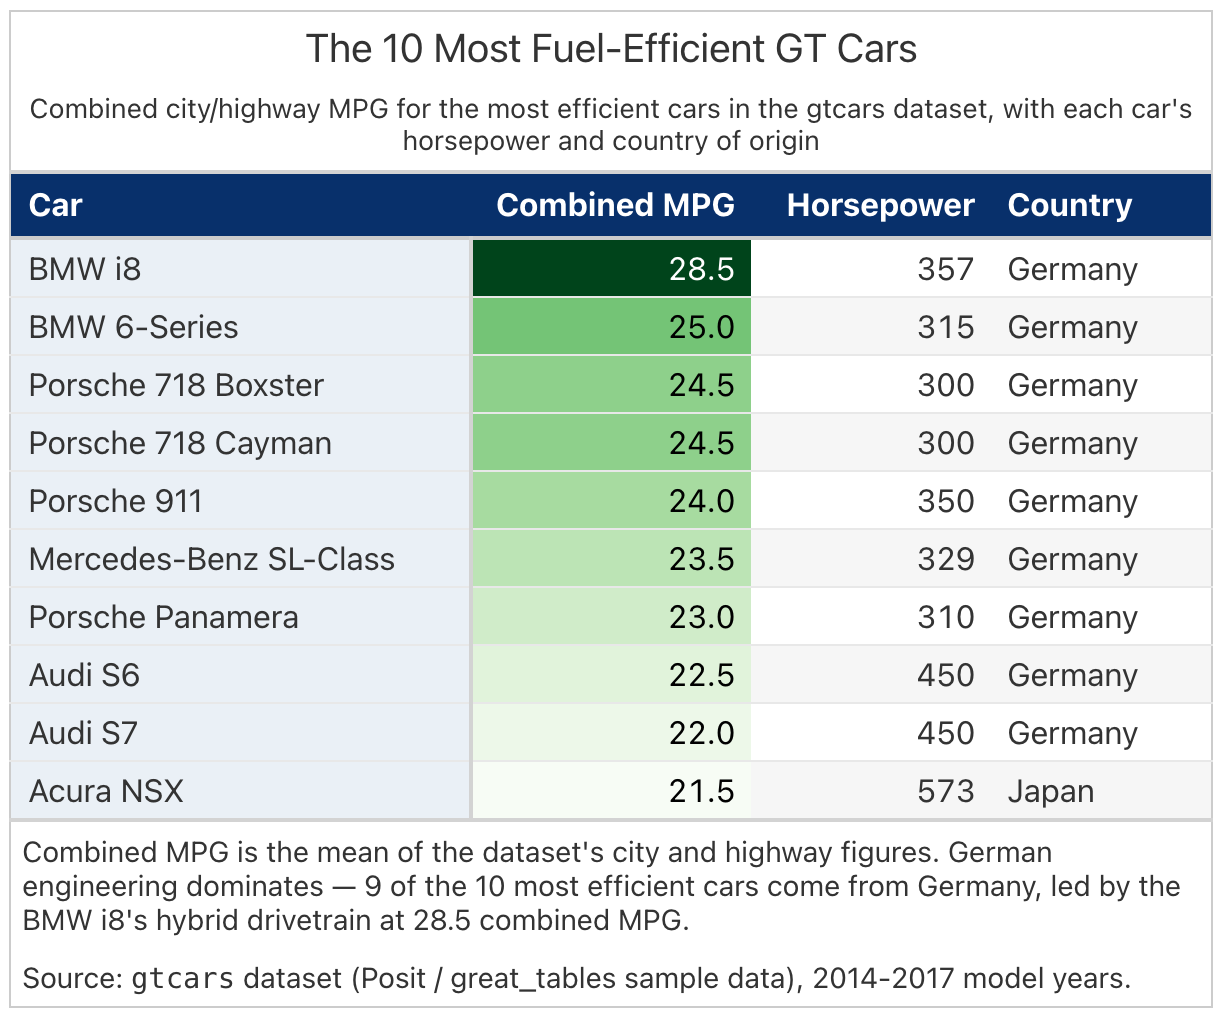 The 10 Most Fuel-Efficient GT Cars
Combined city/highway MPG for the most efficient cars in the gtcars dataset, with each car's
horsepower and country of origin
Car Combined MPG Horsepower Country
BMW i8 28.5 357 Germany
BMW 6-Series 25.0 315 Germany
Porsche 718 Boxster 24.5 300 Germany
Porsche 718 Cayman 24.5 300 Germany
Porsche 911 24.0 350 Germany
Mercedes-Benz SL-Class 23.5 329 Germany
Porsche Panamera 23.0 310 Germany
Audi S6 22.5 450 Germany
Audi S7 22.0 450 Germany
Acura NSX 21.5 573 Japan
Combined MPG is the mean of the dataset's city and highway figures. German
engineering dominates — 9 of the 10 most efficient cars come from Germany, led by the
BMW i8's hybrid drivetrain at 28.5 combined MPG.
Source: gtcars dataset (Posit / great_tables sample data), 2014-2017 model years.